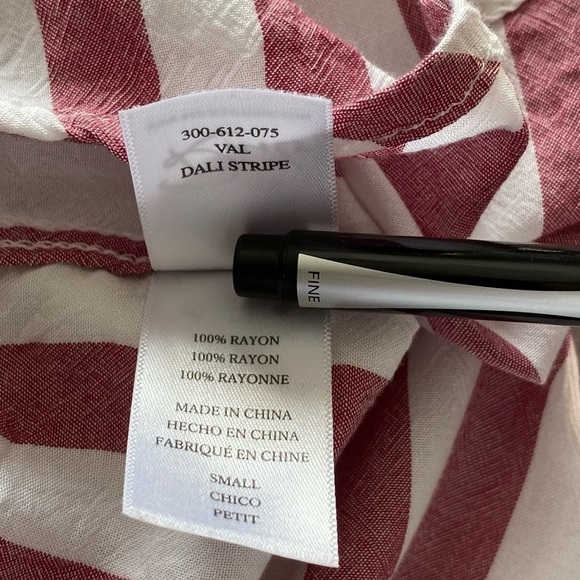 300-612-075
VAL
DALI STRIPE
FINE
100% RAYON
100% RAYON
100% RAYONNE
MADE IN CHINA
HECHO EN CHINA
FABRIQUÉ EN CHINE
SMALL
CHICO
PETIT